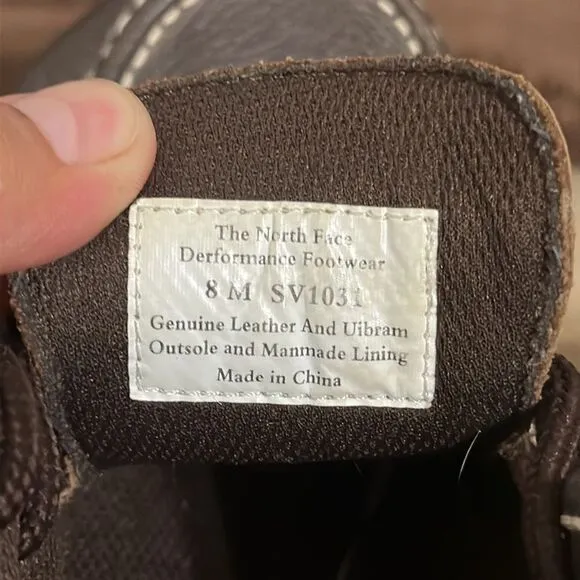 The North Face
Derformance Footwear
8 M SV1031
Genuine Leather And Uibram
Outsole and Manmade Lining
Made in China